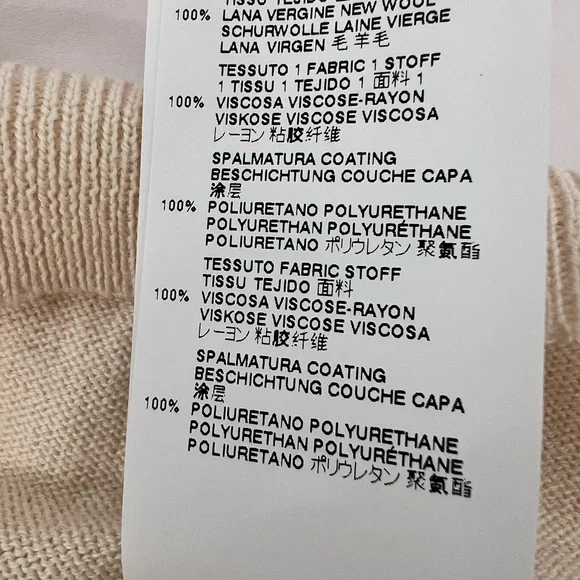 TISSU TEJIDO
100% LANA VERGINE NEW WOOL
SCHURWOLLE LAINE VIERGE
LANA VIRGEN 毛 羊毛
TESSUTO 1 FABRIC 1 STOFF
1 TISSU 1 TEJIDO 1 面料 1
100% VISCOSA VISCOSE-RAYON
VISKOSE VISCOSE VISCOSA
レーヨン 粘胶纤维
SPALMATURA COATING
BESCHICHTUNG COUCHE CAPA
涂层
100% POLIURETANO POLYURETHANE
POLYURETHAN POLYURÉTHANE
POLIURETANO ポリウレタン 聚氨酯
TESSUTO FABRIC STOFF
TISSU TEJIDO 面料
100% VISCOSA VISCOSE-RAYON
VISKOSE VISCOSE VISCOSA
レーヨン 粘胶纤维
SPALMATURA COATING
BESCHICHTUNG COUCHE CAPA
涂层
100% POLIURETANO POLYURETHANE
POLYURETHAN POLYURÉTHANE
POLIURETANO ポリウレタン 聚氨酯